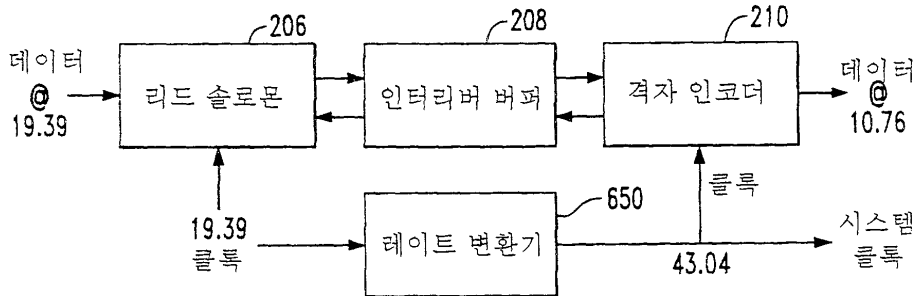 206
208
210
데이터
@
19.39
리드 솔로몬
인터리버 버퍼
격자 인코더
데이터
@
10.76
클록
650
19.39
클록
레이트 변환기
43.04
시스템
클록